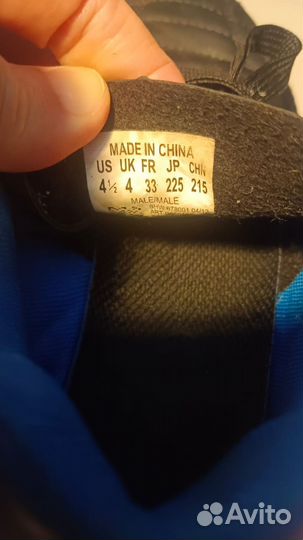 MADE IN CHINA
US UK FR JP CHN
4½ 4 33 225 215
MALE/MALE
Avito